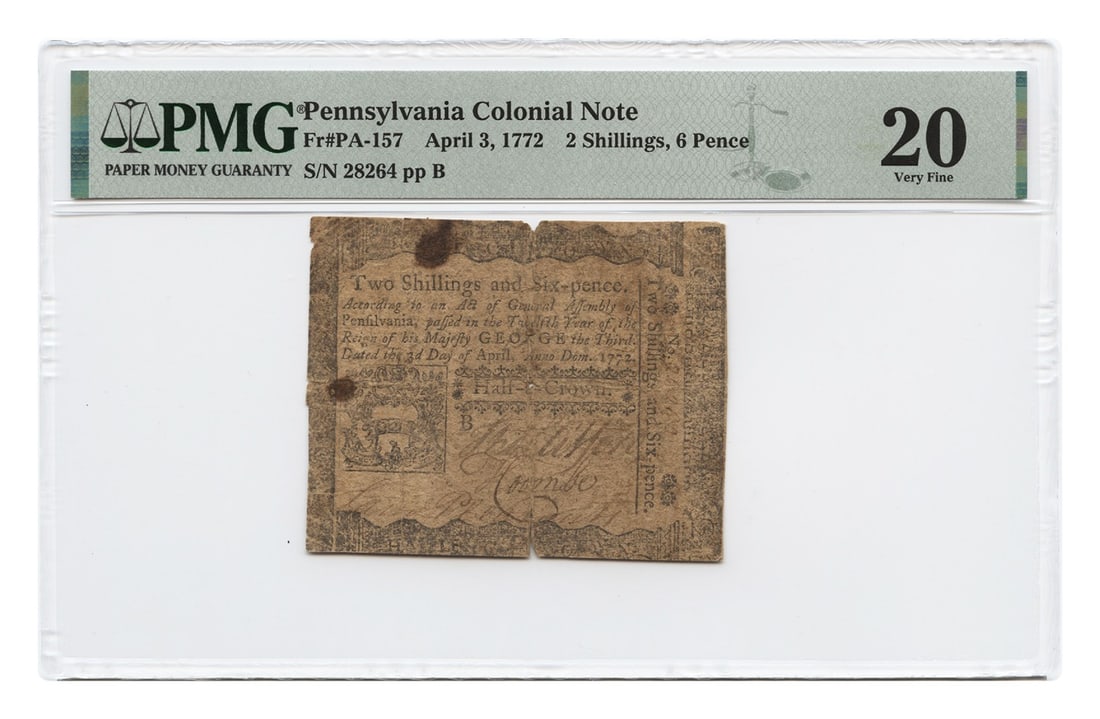 PMG®
PAPER MONEY GUARANTY
Pennsylvania Colonial Note
Fr#PA-157 April 3, 1772 2 Shillings, 6 Pence
S/N 28264 pp B
20
Very Fine
Two Shillings and Six-pence.
According to an Act of General Assembly of
Pensilvania, passed in the Twelfth Year of the
Reign of his Majesty GEORGE the Third.
Dated the 3d Day of April, Anno Dom. 1772.
Half-a-Crown.
B
Coombe
Two Shillings and Six-pence.
No.